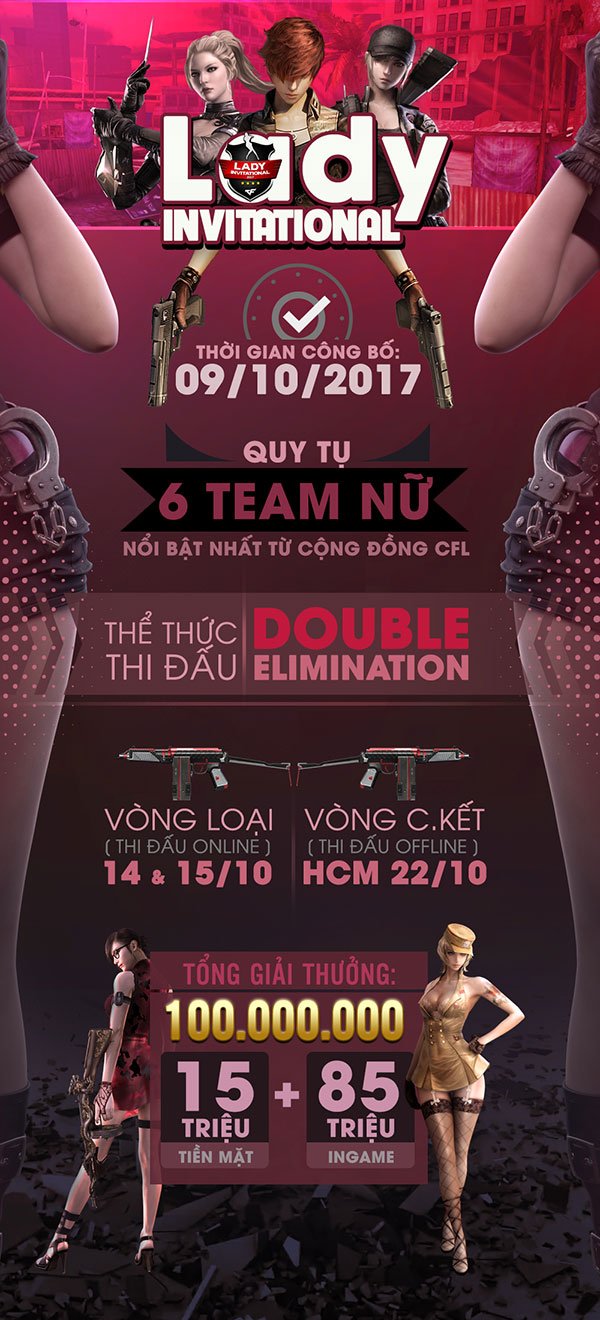 Lady
LADY
INVITATIONAL
2017
INVITATIONAL
THỜI GIAN CÔNG BỐ:
09/10/2017
QUY TỤ
6 TEAM NỮ
NỔI BẬT NHẤT TỪ CỘNG ĐỒNG CFL
THỂ THỨC
THI ĐẤU
DOUBLE
ELIMINATION
VÒNG LOẠI
( THI ĐẤU ONLINE )
14 & 15/10
VÒNG C.KẾT
( THI ĐẤU OFFLINE )
HCM 22/10
TỔNG GIẢI THƯỞNG:
100.000.000
15 + 85
TRIỆU TRIỆU
TIỀN MẶT INGAME